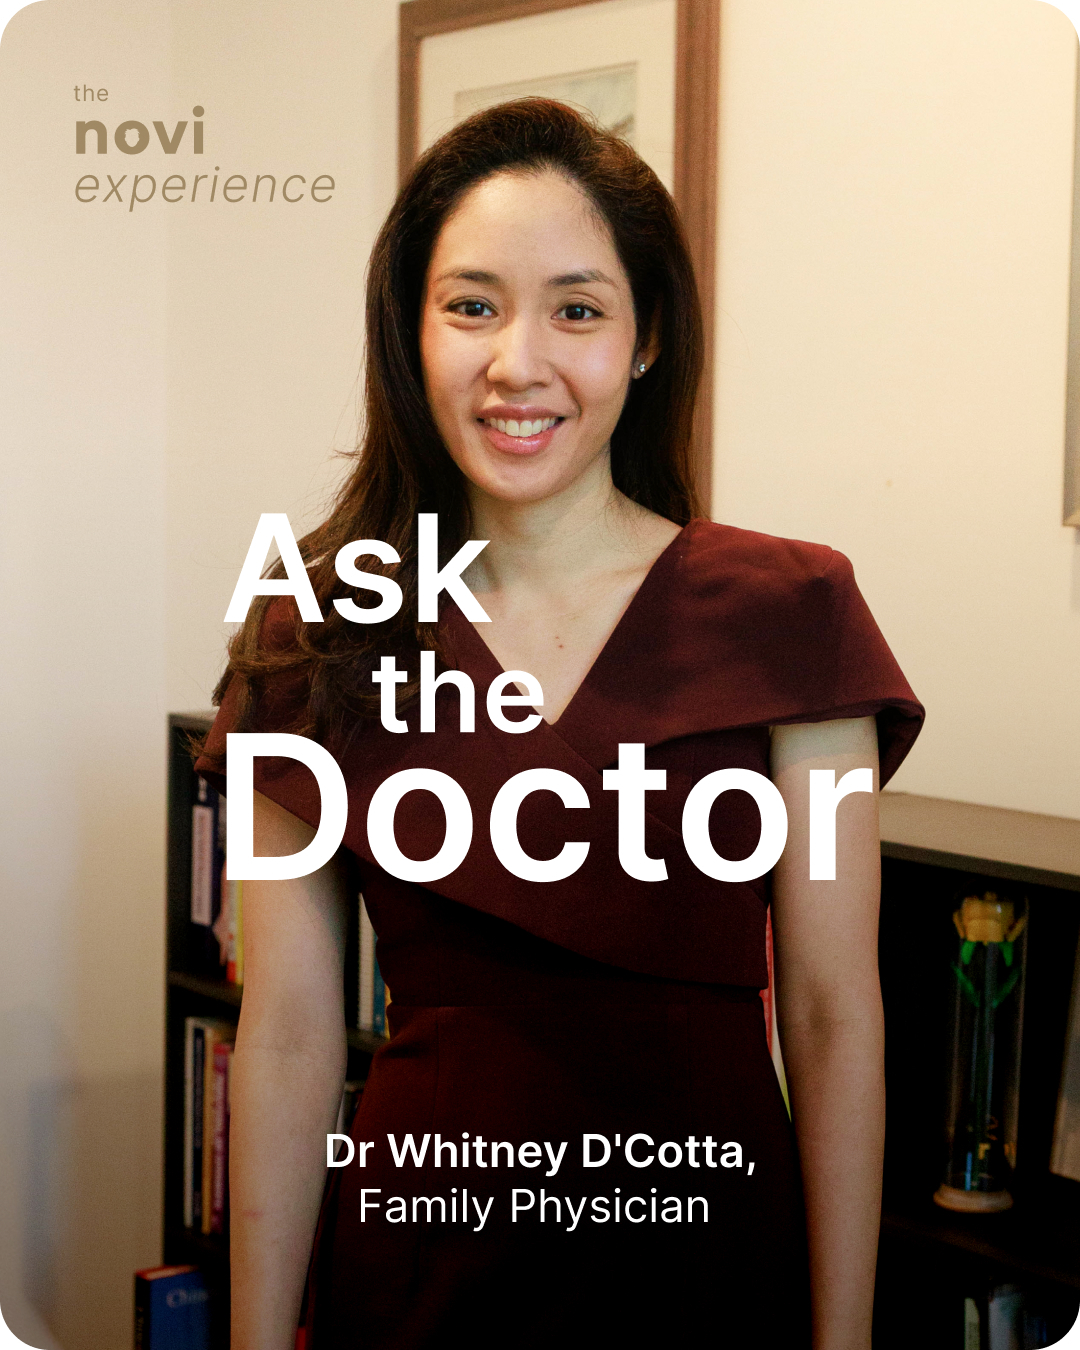 the
novi
experience
Ask
the
Doctor
Dr Whitney D'Cotta,
Family Physician